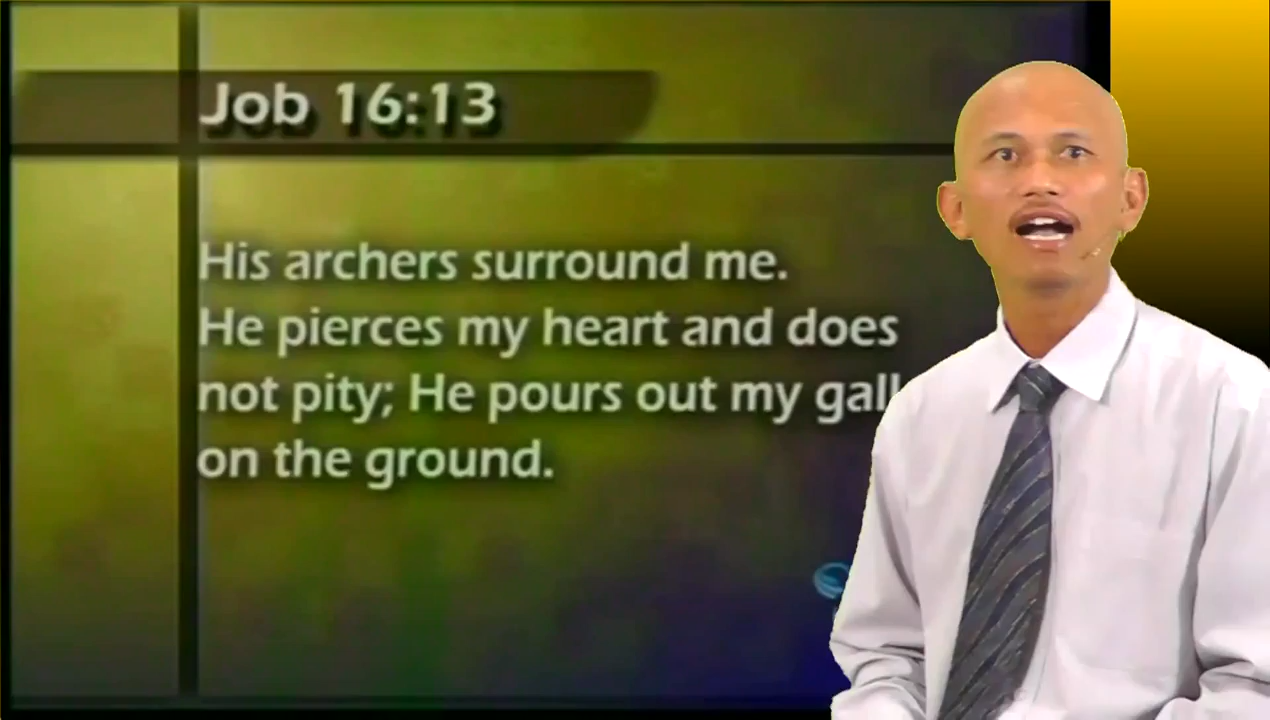 Job 16:13
His archers surround me.
He pierces my heart and does
not pity; He pours out my gall
on the ground.